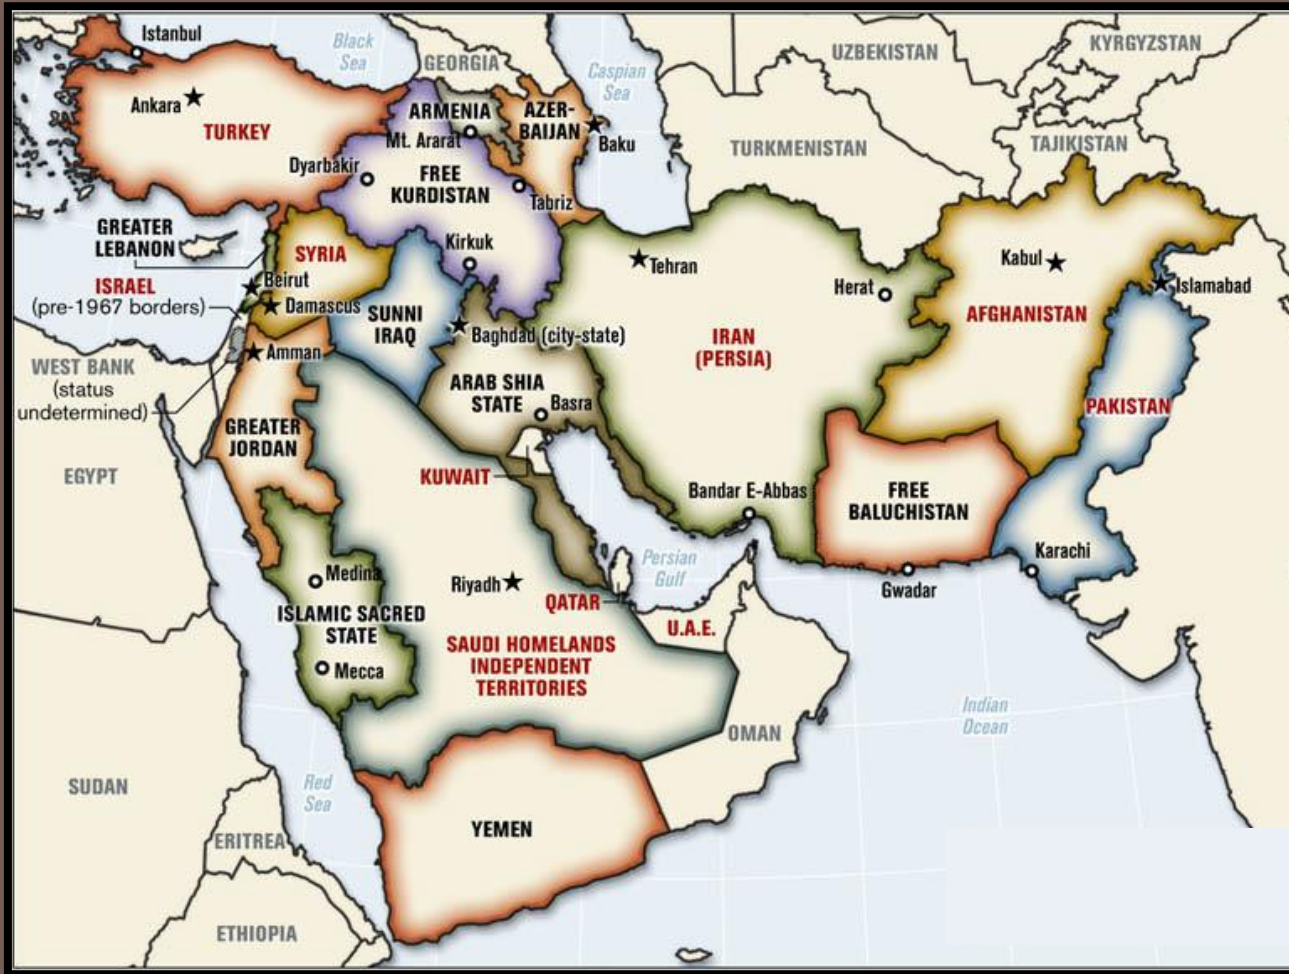 Istanbul
Black
Sea
GEORGIA
Caspian
Sea
UZBEKISTAN
KYRGYZSTAN
Ankara
TURKEY
ARMENIA
Mt. Ararat
AZER-
BAIJAN
Baku
TURKMENISTAN
TAJIKISTAN
Dyarbakir
FREE
KURDISTAN
Tabriz
GREATER
LEBANON
SYRIA
Kirkuk
Tehran
Kabul
Islamabad
ISRAEL
(pre-1967 borders)
Beirut
Damascus
SUNNI
IRAQ
Baghdad (city-state)
Herat
AFGHANISTAN
IRAN
(PERSIA)
WEST BANK
(status
undetermined)
Amman
ARAB SHIA
STATE
Basra
PAKISTAN
GREATER
JORDAN
EGYPT
KUWAIT
Bandar E-Abbas
FREE
BALUCHISTAN
Karachi
Persian
Gulf
Gwadar
Medina
Riyadh
QATAR
ISLAMIC SACRED
STATE
U.A.E.
SAUDI HOMELANDS
INDEPENDENT
TERRITORIES
Mecca
OMAN
Indian
Ocean
SUDAN
Red
Sea
YEMEN
ERITREA
ETHIOPIA